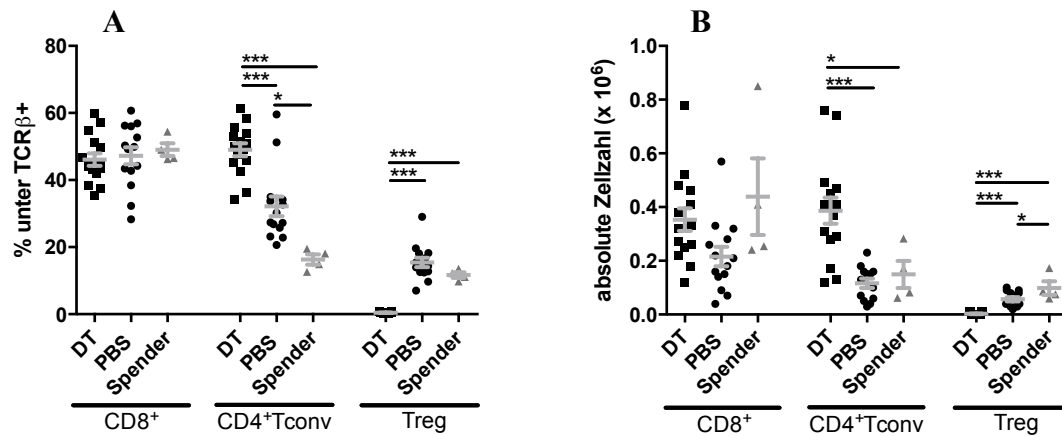 A
% unter TCRβ+
80
60
40
20
0
***
***
*
***
***
DT
PBS
Spender
DT
PBS
Spender
DT
PBS
Spender
CD8⁺
CD4⁺Tconv
Treg
B
absolute Zellzahl (x 10⁶)
1.0
0.8
0.6
0.4
0.2
0.0
*
***
***
***
*
DT
PBS
Spender
DT
PBS
Spender
DT
PBS
Spender
CD8⁺
CD4⁺Tconv
Treg